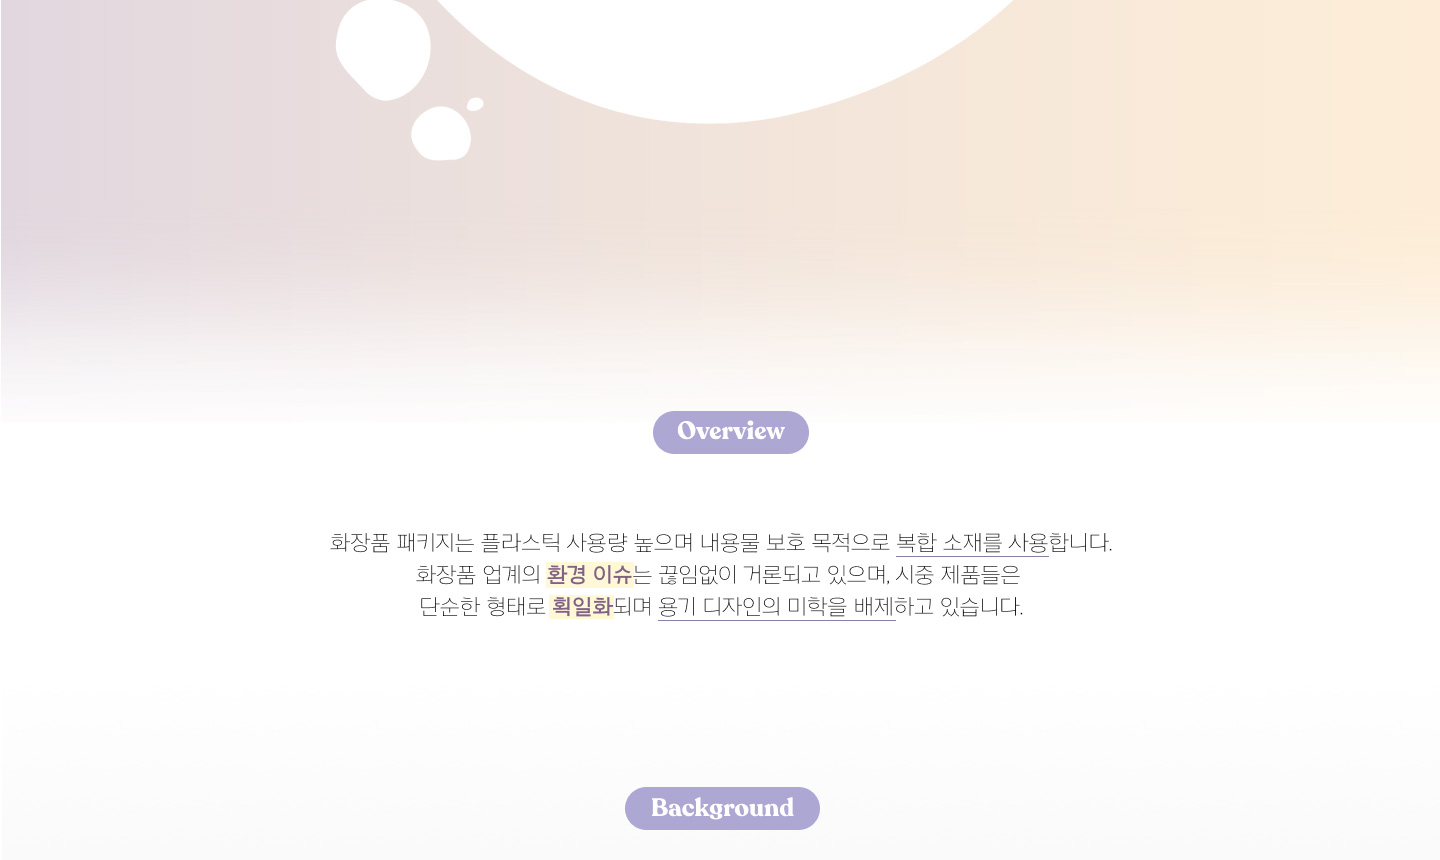 Overview
화장품 패키지는 플라스틱 사용량 높으며 내용물 보호 목적으로 복합 소재를 사용합니다.
화장품 업계의 환경 이슈는 끊임없이 거론되고 있으며, 시중 제품들은
단순한 형태로 획일화되며 용기 디자인의 미학을 배제하고 있습니다.
Background